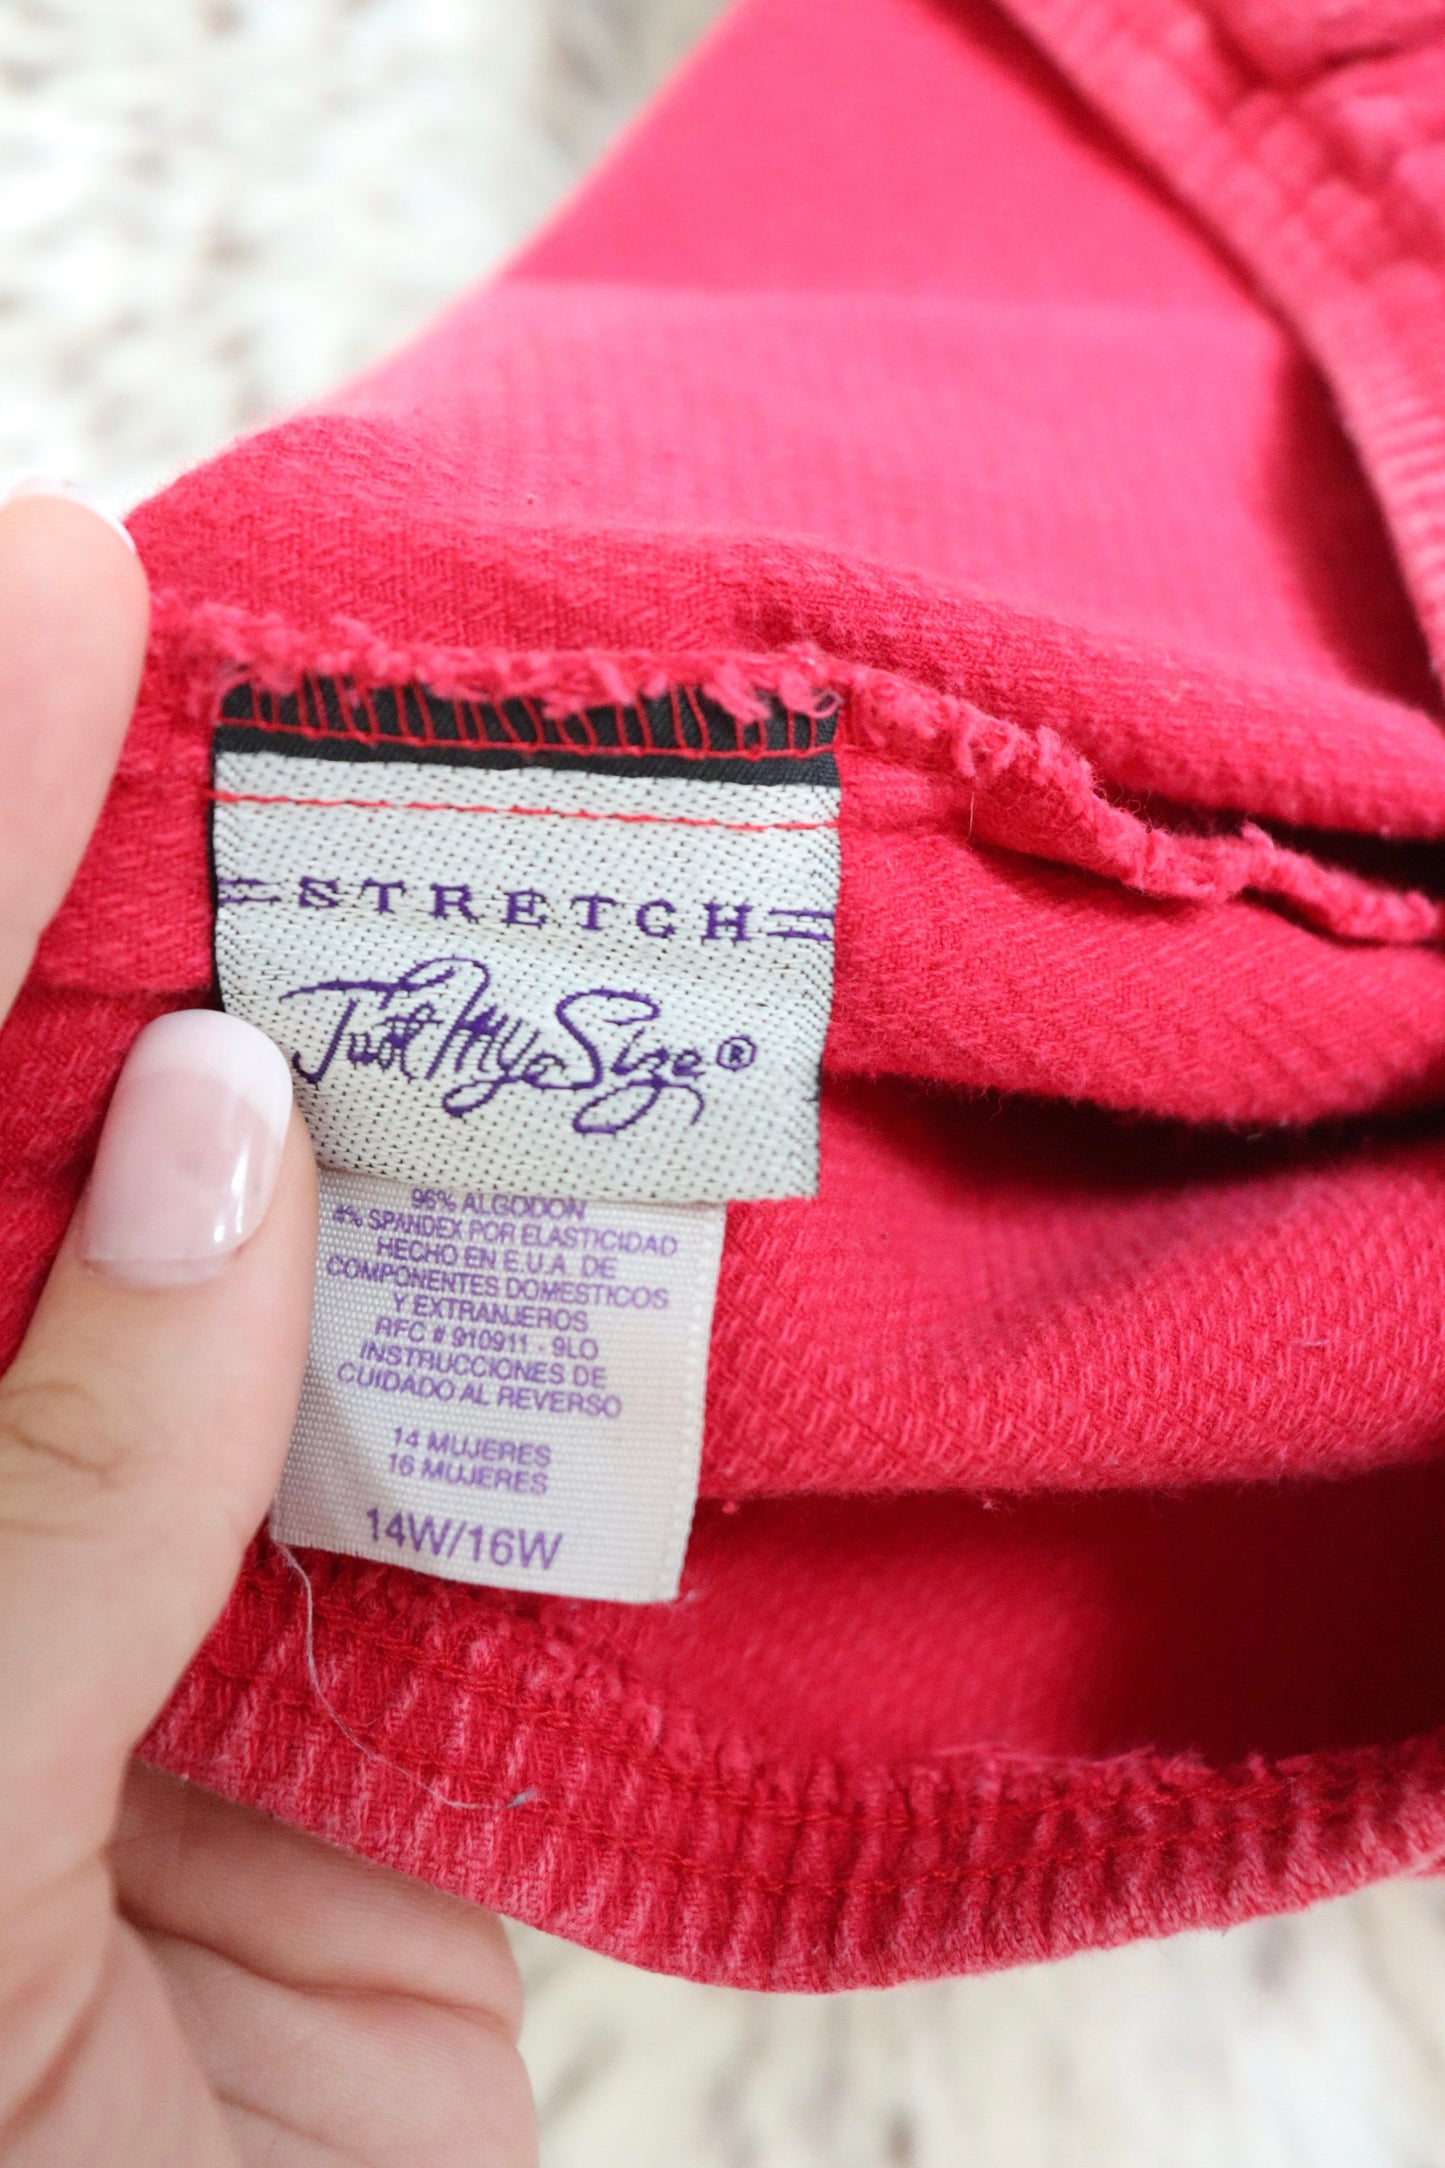 STRETCH
Just My Size®
96% ALGODON
4% SPANDEX POR ELASTICIDAD
HECHO EN E.U.A. DE
COMPONENTES DOMESTICOS
Y EXTRANJEROS
RFC # 910911 - 9LO
INSTRUCCIONES DE
CUIDADO AL REVERSO
14 MUJERES
16 MUJERES
14W/16W